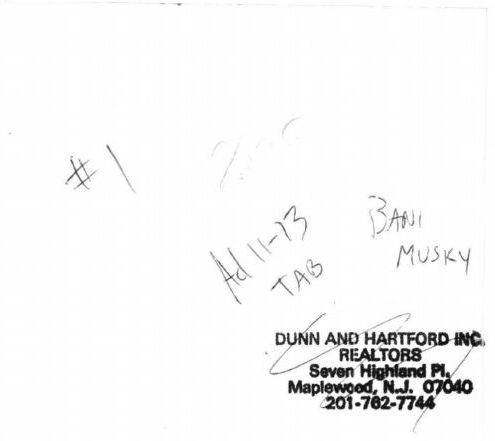 #1
Ad 11-13
TAB
BANI
MUSKY
DUNN AND HARTFORD INC.
REALTORS
Seven Highland Pl.
Maplewood, N.J. 07040
201-762-7744